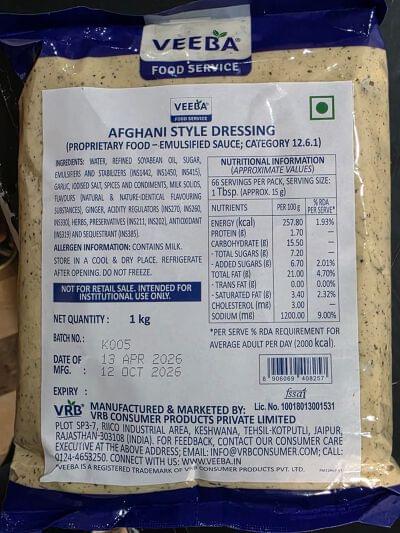 VEEBA
FOOD SERVICE
VEEBA
FOOD SERVICE
AFGHANI STYLE DRESSING
(PROPRIETARY FOOD – EMULSIFIED SAUCE; CATEGORY 12.6.1)
INGREDIENTS: WATER, REFINED SOYABEAN OIL, SUGAR,
EMULSIFIERS AND STABILIZERS (INS1442, INS1450, INS415),
GARLIC, IODISED SALT, SPICES AND CONDIMENTS, MILK SOLIDS,
FLAVOURS (NATURAL & NATURE-IDENTICAL FLAVOURING
SUBSTANCES), GINGER, ACIDITY REGULATORS (INS270, INS260,
INS330), HERBS, PRESERVATIVES (INS211, INS202), ANTIOXIDANT
(INS319) AND SEQUESTRANT (INS385).
ALLERGEN INFORMATION: CONTAINS MILK.
STORE IN A COOL & DRY PLACE. REFRIGERATE
AFTER OPENING. DO NOT FREEZE.
NOT FOR RETAIL SALE. INTENDED FOR
INSTITUTIONAL USE ONLY.
NET QUANTITY : 1 kg
BATCH NO. : K005
DATE OF 13 APR 2026
MFG. : 12 OCT 2026
EXPIRY :
NUTRITIONAL INFORMATION
(APPROXIMATE VALUES)
66 SERVINGS PER PACK, SERVING SIZE:
1 Tbsp. (APPROX. 15 g)
NUTRIENTS PER 100 g % RDA PER SERVE*
ENERGY (kcal) 257.80 1.93%
PROTEIN (g) 1.70 —
CARBOHYDRATE (g) 15.50 —
- TOTAL SUGARS (g) 7.20 —
- ADDED SUGARS (g) 6.70 2.01%
TOTAL FAT (g) 21.00 4.70%
- TRANS FAT (g) 0.00 0.00%
- SATURATED FAT (g) 3.40 2.32%
CHOLESTEROL (mg) 3.00 —
SODIUM (mg) 1200.00 9.00%
*PER SERVE % RDA REQUIREMENT FOR
AVERAGE ADULT PER DAY (2000 kcal).
8 906069 408257
fssai
Lic. No. 10018013001531
VRB MANUFACTURED & MARKETED BY:
VRB CONSUMER PRODUCTS PRIVATE LIMITED
PLOT SP3-7, RIICO INDUSTRIAL AREA, KESHWANA, TEHSIL-KOTPUTLI, JAIPUR,
RAJASTHAN-303108 (INDIA). FOR FEEDBACK, CONTACT OUR CONSUMER CARE
EXECUTIVE AT THE ABOVE ADDRESS; EMAIL: INFO@VRBCONSUMER.COM; CALL:
0124-4653250. CONNECT WITH US: WWW.VEEBA.IN
*VEEBA IS A REGISTERED TRADEMARK OF VRB CONSUMER PRODUCTS PVT. LTD.